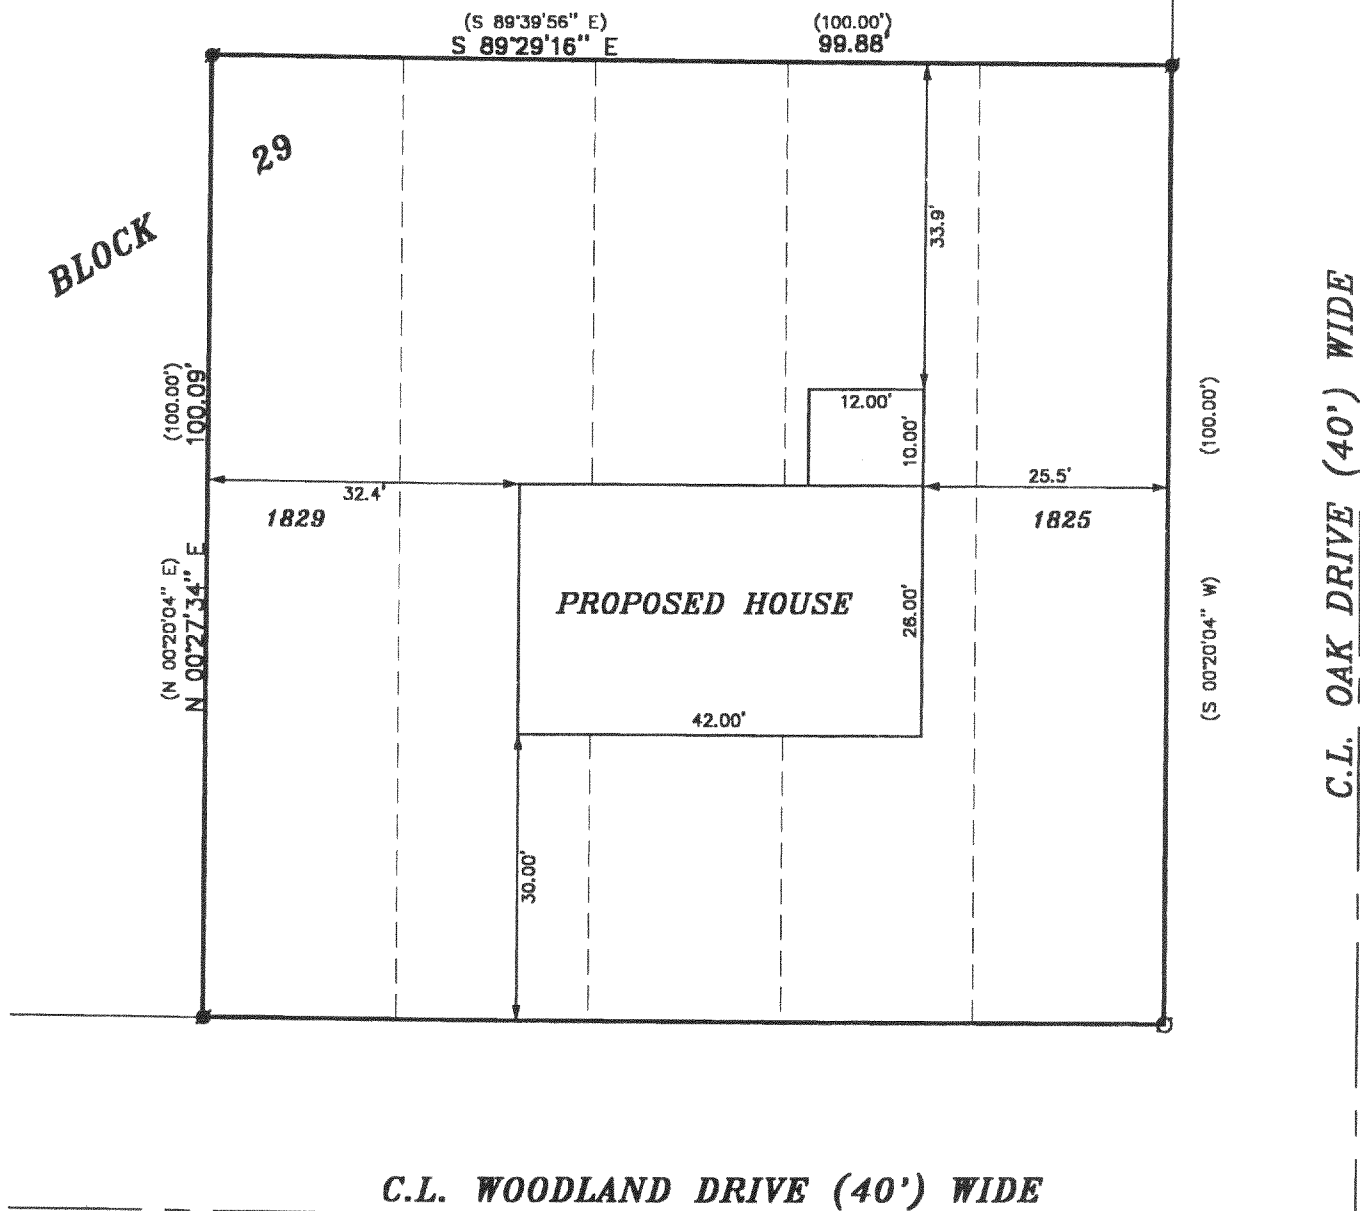 (S 89°39'56" E)
(100.00')
S 89°29'16" E
99.88'
29
BLOCK
33.9'
(100.00')
100.09'
12.00'
10.00'
(100.00')
32.4'
25.5'
1829
1825
(N 00°20'04" E)
N 00°27'34" E
PROPOSED HOUSE
26.00'
(S 00°20'04" W)
C.L. OAK DRIVE (40') WIDE
42.00'
30.00'
C.L. WOODLAND DRIVE (40') WIDE